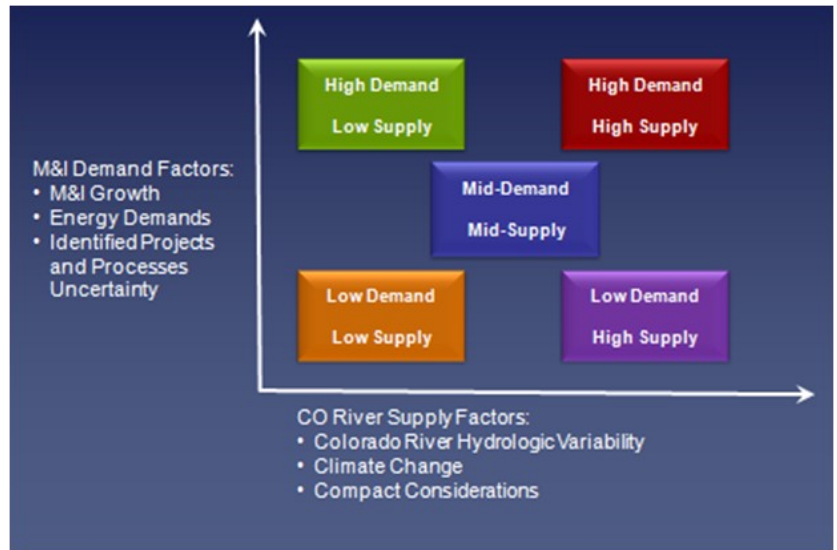 High Demand
Low Supply
High Demand
High Supply
M&I Demand Factors:
• M&I Growth
• Energy Demands
• Identified Projects
and Processes
Uncertainty
Mid-Demand
Mid-Supply
Low Demand
Low Supply
Low Demand
High Supply
CO River Supply Factors:
• Colorado River Hydrologic Variability
• Climate Change
• Compact Considerations